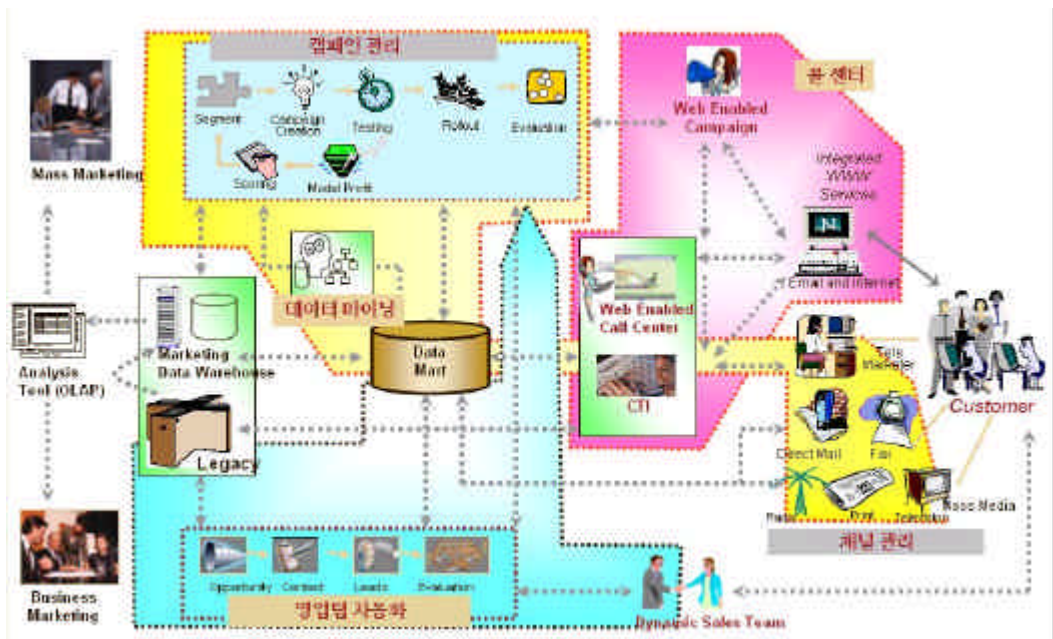 캠페인 관리
콜 센터
Segment
Campaign
Creation
Testing
Rollout
Evaluation
Scoring
Model Profit
Web Enabled
Campaign
Mass Marketing
Integrated
WWW
Services
Email and Internet
데이터 마이닝
Web Enabled
Call Center
CTI
Analysis
Tool (OLAP)
Marketing
Data Warehouse
Data
Mart
Tele
Marketer
Customer
Legacy
Direct Mail
Fax
Radio
Print
Television
Mass Media
채널 관리
Opportunity
Contact
Leads
Evaluation
영업팀 자동화
Business
Marketing
Dynamic Sales Team